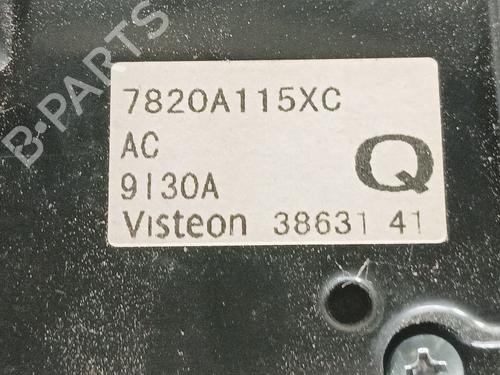 B-PARTS
7820A115XC
AC
9130A
Q
Visteon 38631 41